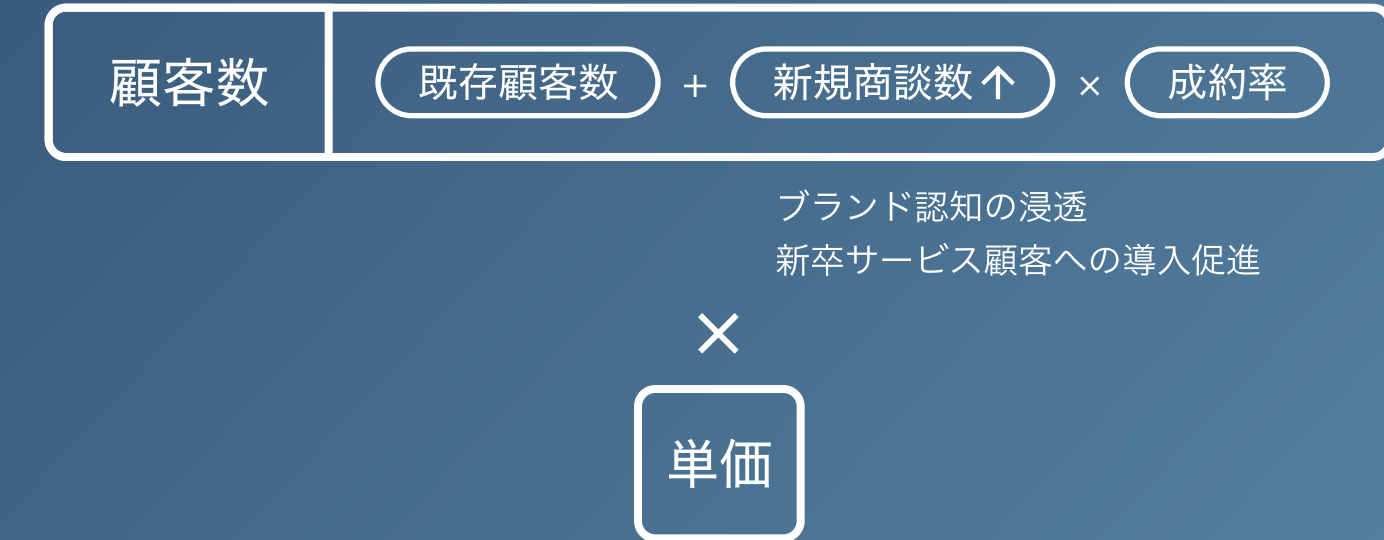 顧客数 既存顧客数 + 新規商談数↑ × 成約率
ブランド認知の浸透
新卒サービス顧客への導入促進
×
単価